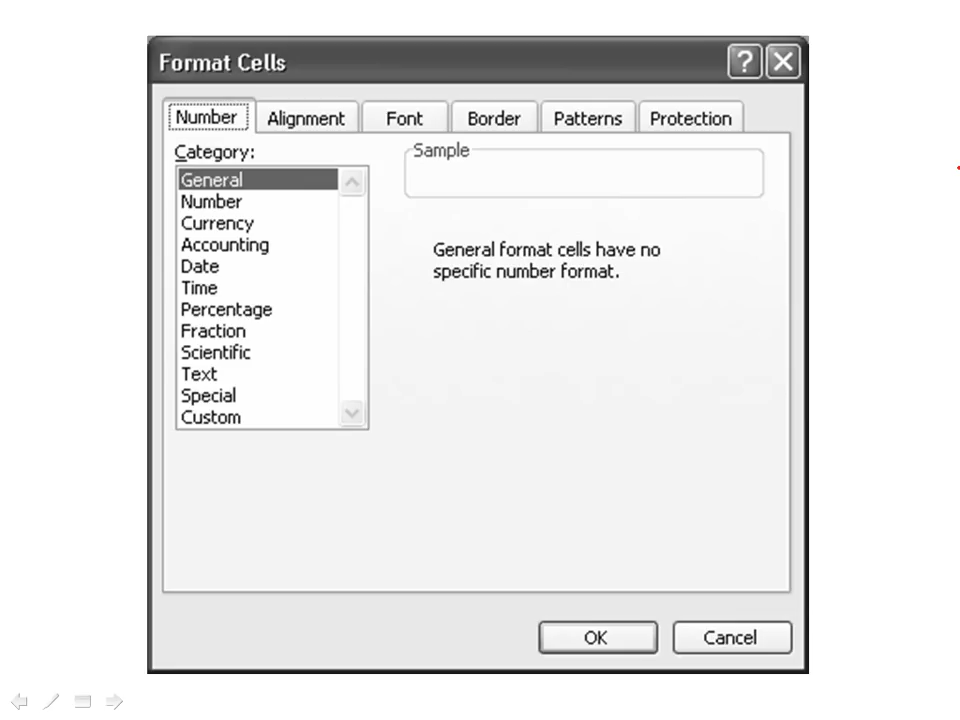 Format Cells
Number Alignment Font Border Patterns Protection
Category:
General
Number
Currency
Accounting
Date
Time
Percentage
Fraction
Scientific
Text
Special
Custom
Sample
General format cells have no
specific number format.
OK Cancel